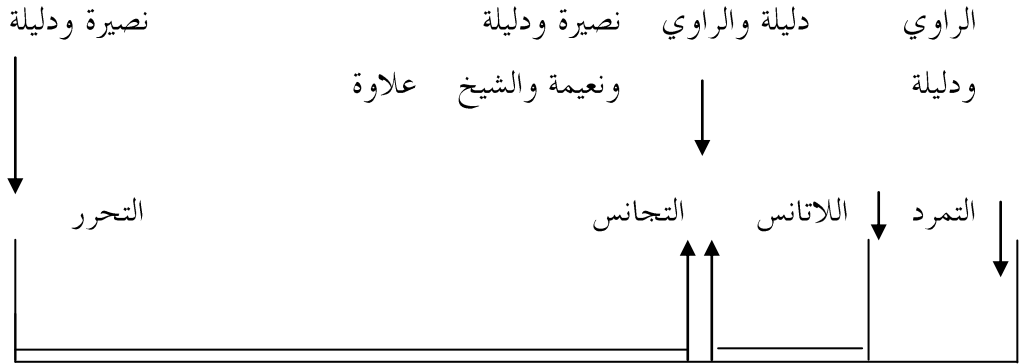 الراوي دليلة والراوي نصيرة ودليلة نصيرة ودليلة
ودليلة ونعيمة والشيخ علاوة
التمرد اللاتانس التجانس التحرر